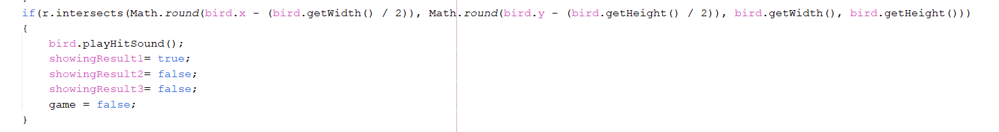 if(r.intersects(Math.round(bird.x - (bird.getWidth() / 2)), Math.round(bird.y - (bird.getHeight() / 2)), bird.getWidth(), bird.getHeight()))
{
bird.playHitSound();
showingResult1= true;
showingResult2= false;
showingResult3= false;
game = false;
}